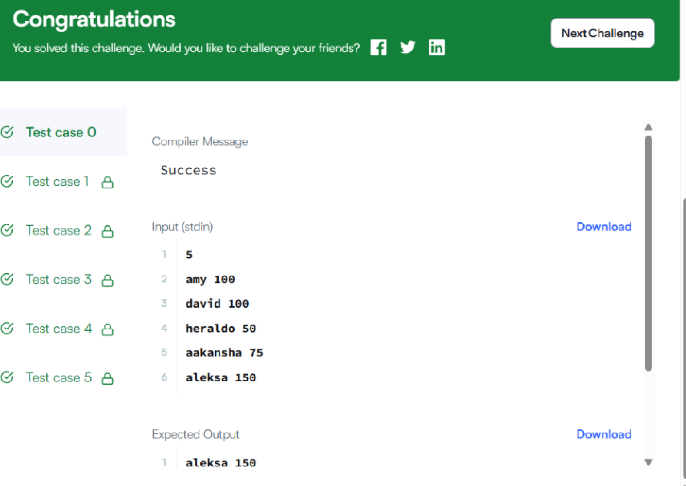 Congratulations
You solved this challenge. Would you like to challenge your friends?
Next Challenge
Test case 0
Test case 1
Test case 2
Test case 3
Test case 4
Test case 5
Compiler Message
Success
Input (stdin)
Download
1 5
2 amy 100
3 david 100
4 heraldo 50
5 aakansha 75
6 aleksa 150
Expected Output
Download
1 aleksa 150